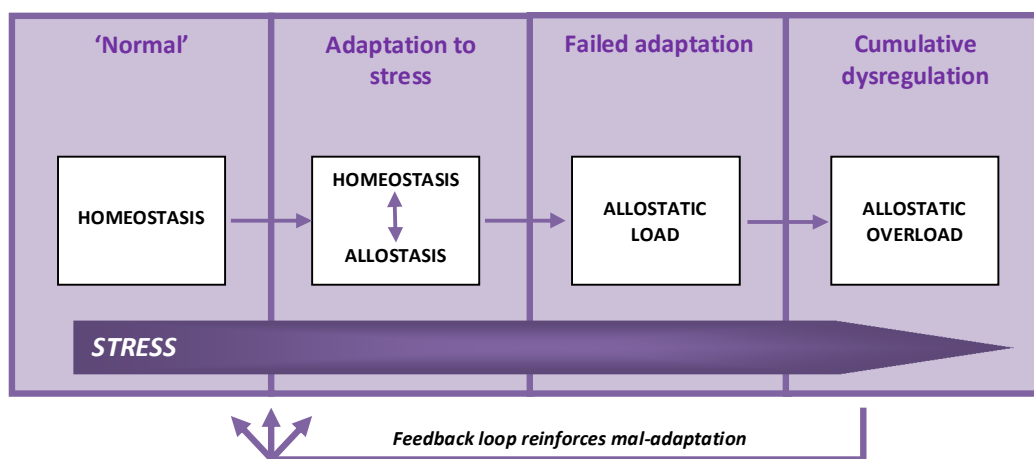 ‘Normal’
Adaptation to
stress
Failed adaptation
Cumulative
dysregulation
HOMEOSTASIS
HOMEOSTASIS
ALLOSTASIS
ALLOSTATIC
LOAD
ALLOSTATIC
OVERLOAD
STRESS
Feedback loop reinforces mal-adaptation